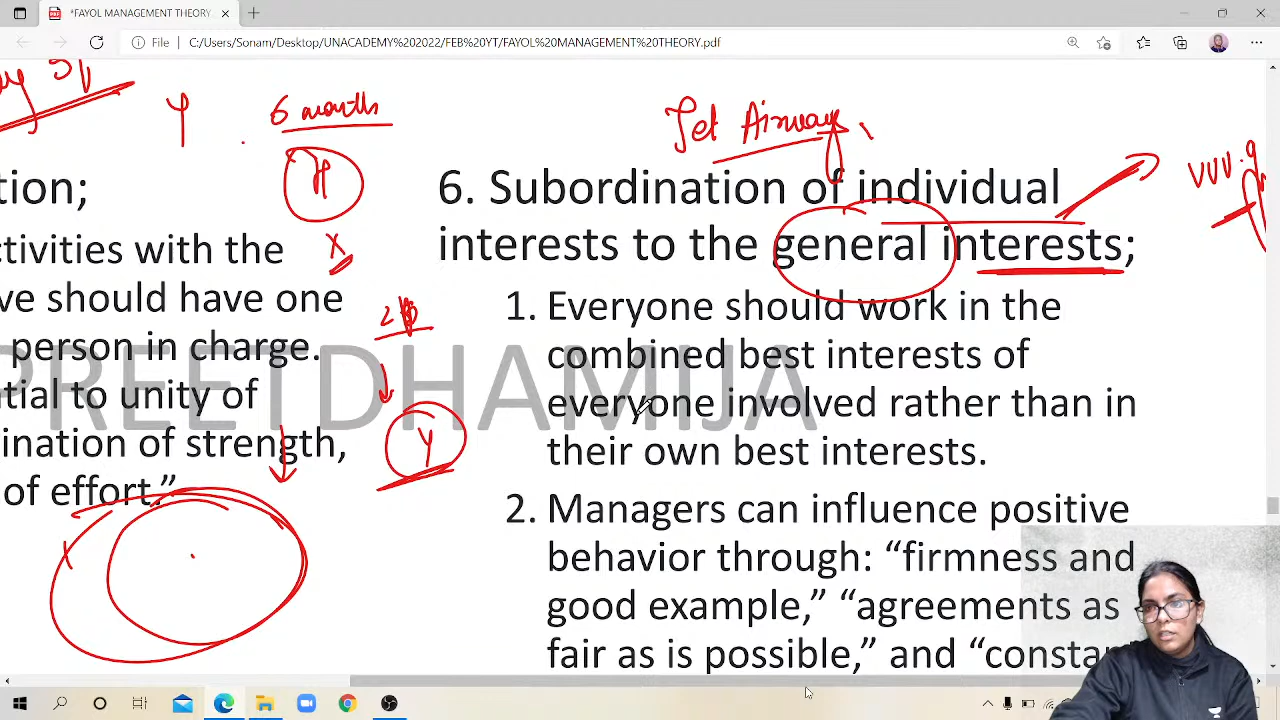 *FAYOL MANAGEMENT THEORY
File
C:/Users/Sonam/Desktop/UNACADEMY%202022/FEB%20YT/FAYOL%20MANAGEMENT%20THEORY.pdf
Y
6 months
H
X
2
Y
X
tion;
ctivities with the
ve should have one
person in charge.
tial to unity of
ination of strength,
of effort.”
Jet Airways
vvv.g
6. Subordination of individual
interests to the general interests;
1. Everyone should work in the
combined best interests of
everyone involved rather than in
their own best interests.
2. Managers can influence positive
behavior through: “firmness and
good example,” “agreements as
fair as is possible,” and “constan
PREETDHAMIJA